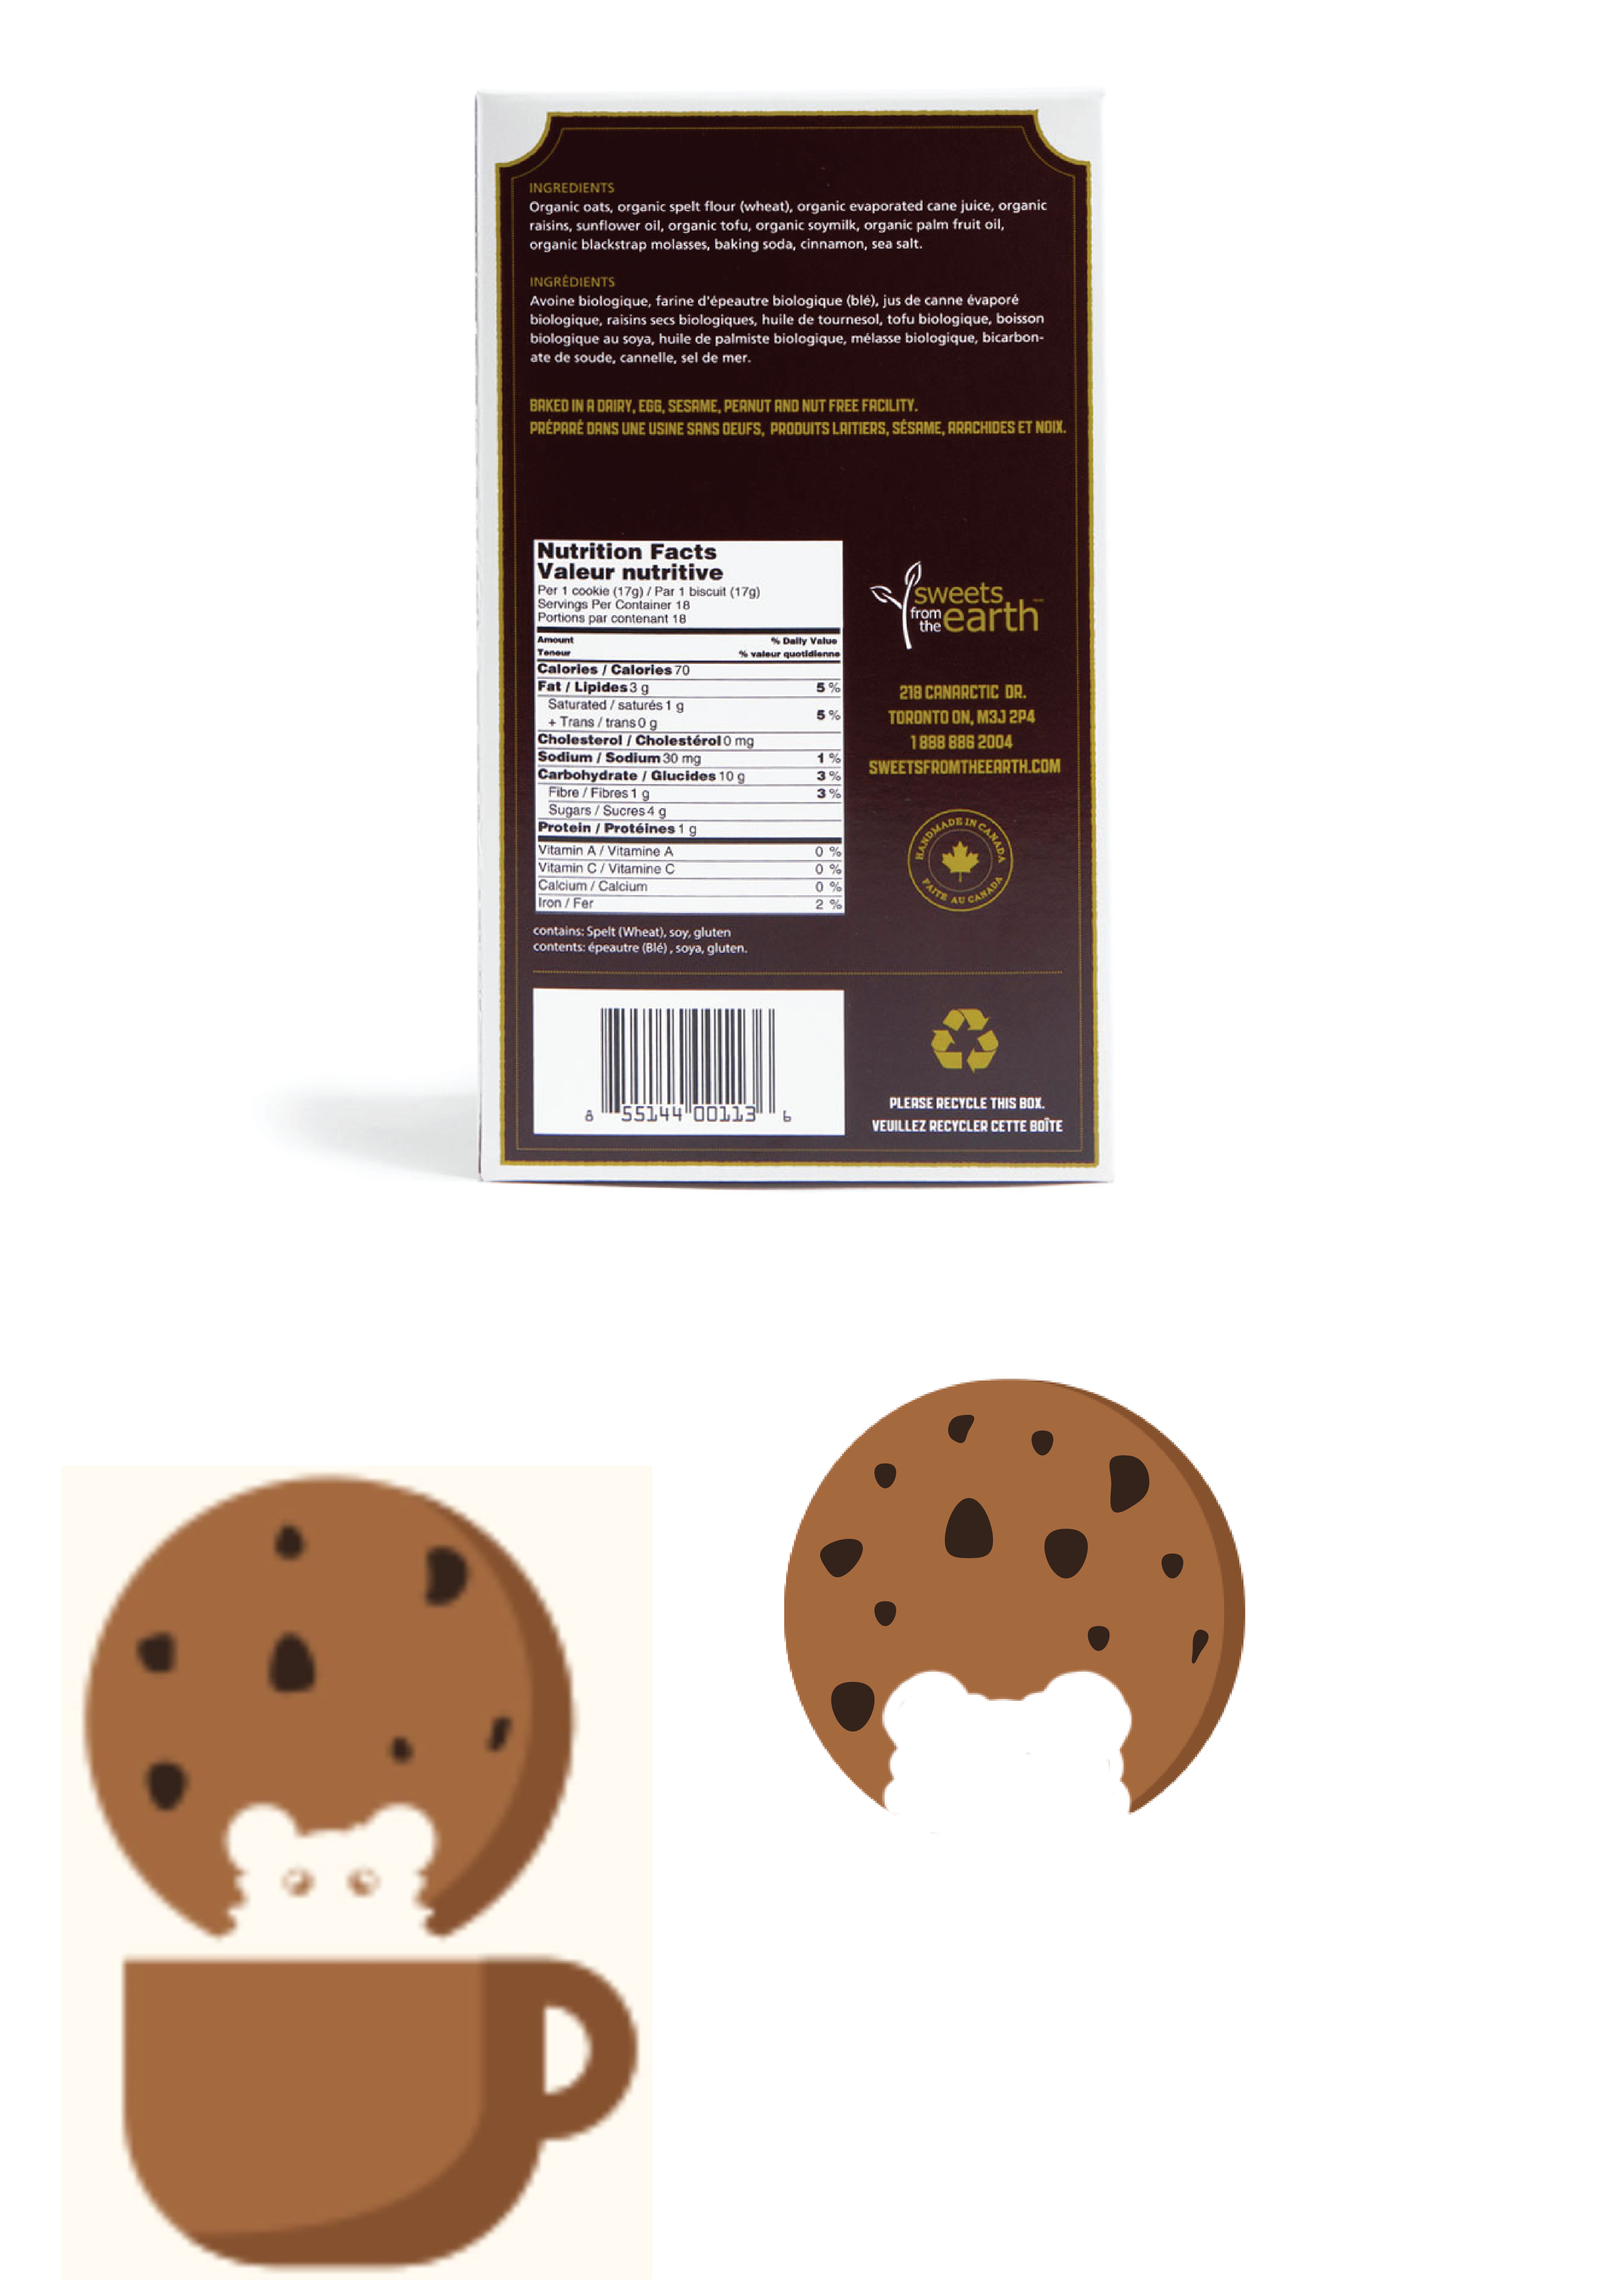 INGREDIENTS
Organic oats, organic spelt flour (wheat), organic evaporated cane juice, organic
raisins, sunflower oil, organic tofu, organic soymilk, organic palm fruit oil,
organic blackstrap molasses, baking soda, cinnamon, sea salt.
INGRÉDIENTS
Avoine biologique, farine d'épeautre biologique (blé), jus de canne évaporé
biologique, raisins secs biologiques, huile de tournesol, tofu biologique, boisson
biologique au soya, huile de palmiste biologique, mélasse biologique, bicarbon-
ate de soude, cannelle, sel de mer.
BAKED IN A DAIRY, EGG, SESAME, PEANUT AND NUT FREE FACILITY.
PRÉPARÉ DANS UNE USINE SANS OEUFS, PRODUITS LAITIERS, SÉSAME, ARACHIDES ET NOIX.
Nutrition Facts
Valeur nutritive
Per 1 cookie (17g) / Par 1 biscuit (17g)
Servings Per Container 18
Portions par contenant 18
Amount % Daily Value
Teneur % valeur quotidienne
Calories / Calories 70
Fat / Lipides 3 g 5 %
Saturated / saturés 1 g
+ Trans / trans 0 g 5 %
Cholesterol / Cholestérol 0 mg
Sodium / Sodium 30 mg 1 %
Carbohydrate / Glucides 10 g 3 %
Fibre / Fibres 1 g 3 %
Sugars / Sucres 4 g
Protein / Protéines 1 g
Vitamin A / Vitamine A 0 %
Vitamin C / Vitamine C 0 %
Calcium / Calcium 0 %
Iron / Fer 2 %
contains: Spelt (Wheat), soy, gluten
contents: épeautre (Blé) , soya, gluten.
sweets
from
the earth™
218 CANARCTIC DR.
TORONTO ON, M3J 2P4
1 888 886 2004
SWEETSFROMTHEEARTH.COM
HANDMADE IN CANADA
FAITE AU CANADA
8 55144 00113 6
PLEASE RECYCLE THIS BOX.
VEUILLEZ RECYCLER CETTE BOÎTE